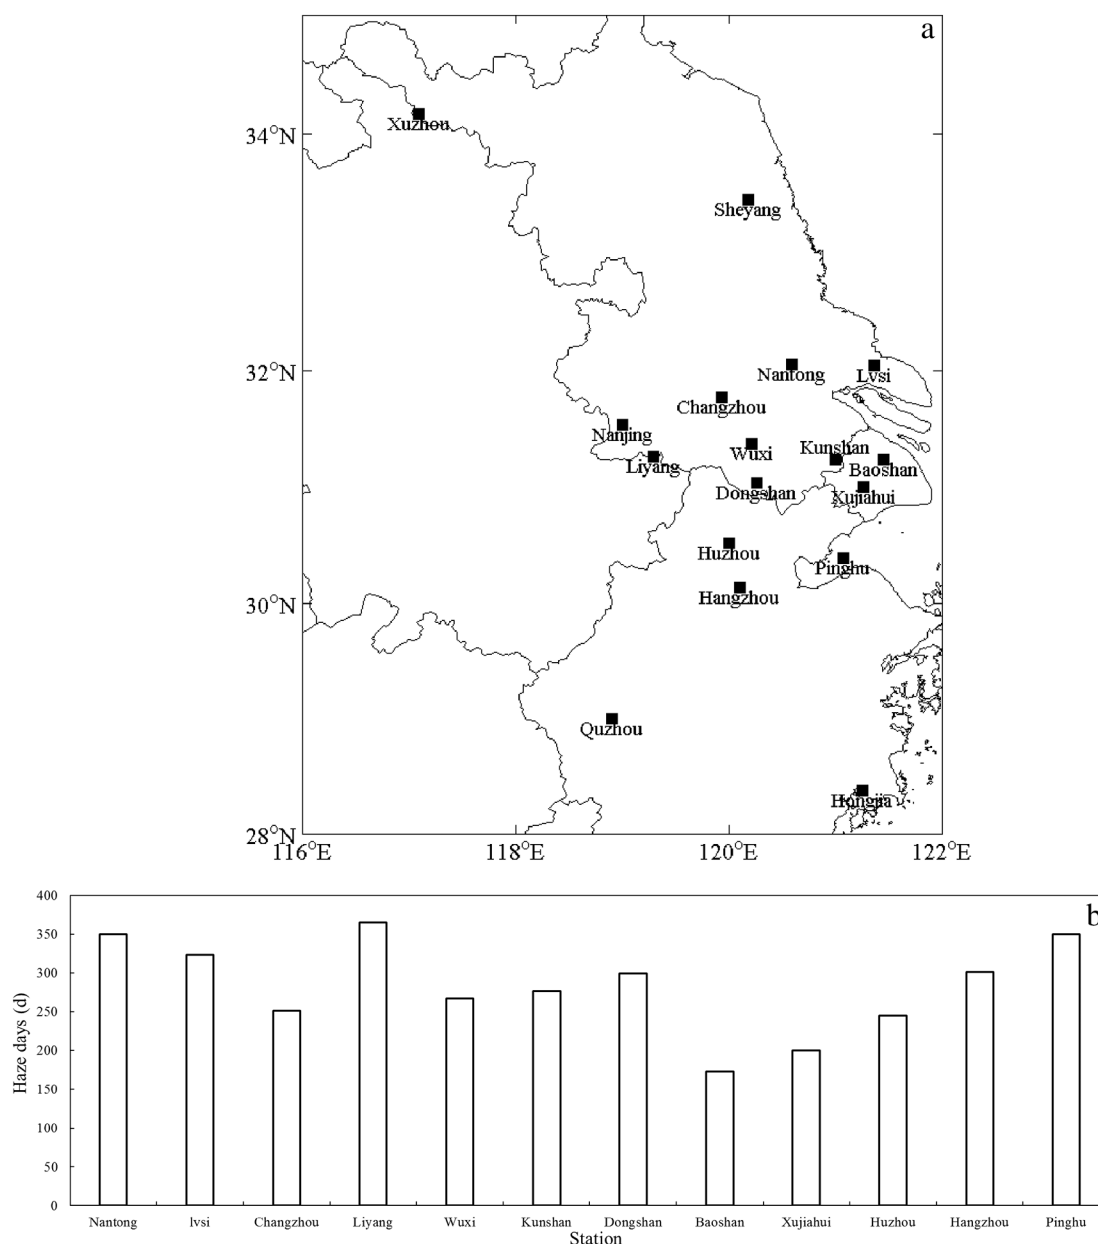 a
Xuzhou
34°N
Sheyang
32°N
Nantong
Lvsi
Changzhou
Nanjing
Wuxi
Kunshan
Liyang
Baoshan
Dongshan
Xujiahui
Huzhou
Pinghu
30°N
Hangzhou
Quzhou
Hongjia
28°N
116°E 118°E 120°E 122°E
b
400
350
300
250
200
150
100
50
0
Haze days (d)
Nantong lvsi Changzhou Liyang Wuxi Kunshan Dongshan Baoshan Xujiahui Huzhou Hangzhou Pinghu
Station